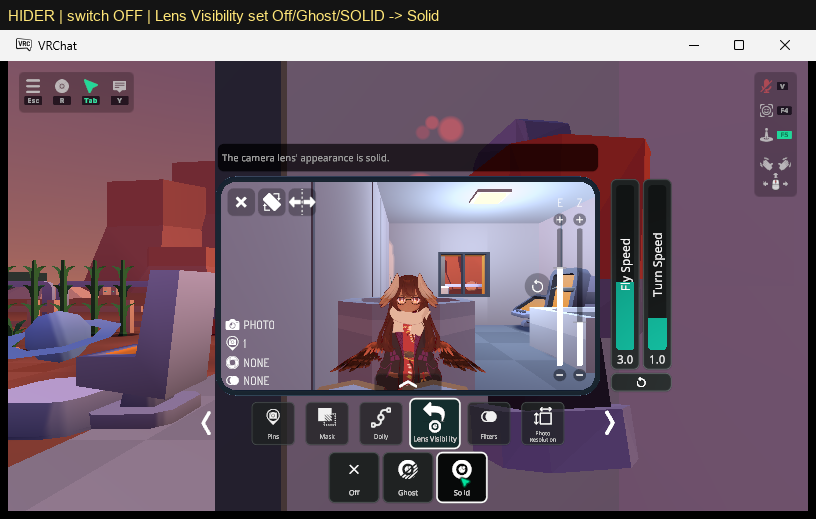 HIDER | switch OFF | Lens Visibility set Off/Ghost/SOLID -> Solid
VRC VRChat
Esc R Tab Y
V
F4
F5
The camera lens' appearance is solid.
E Z
PHOTO
1
NONE
NONE
Fly Speed
Turn Speed
3.0 1.0
Pins Mask Dolly Lens Visibility Filters Photo
Resolution
Off Ghost Solid